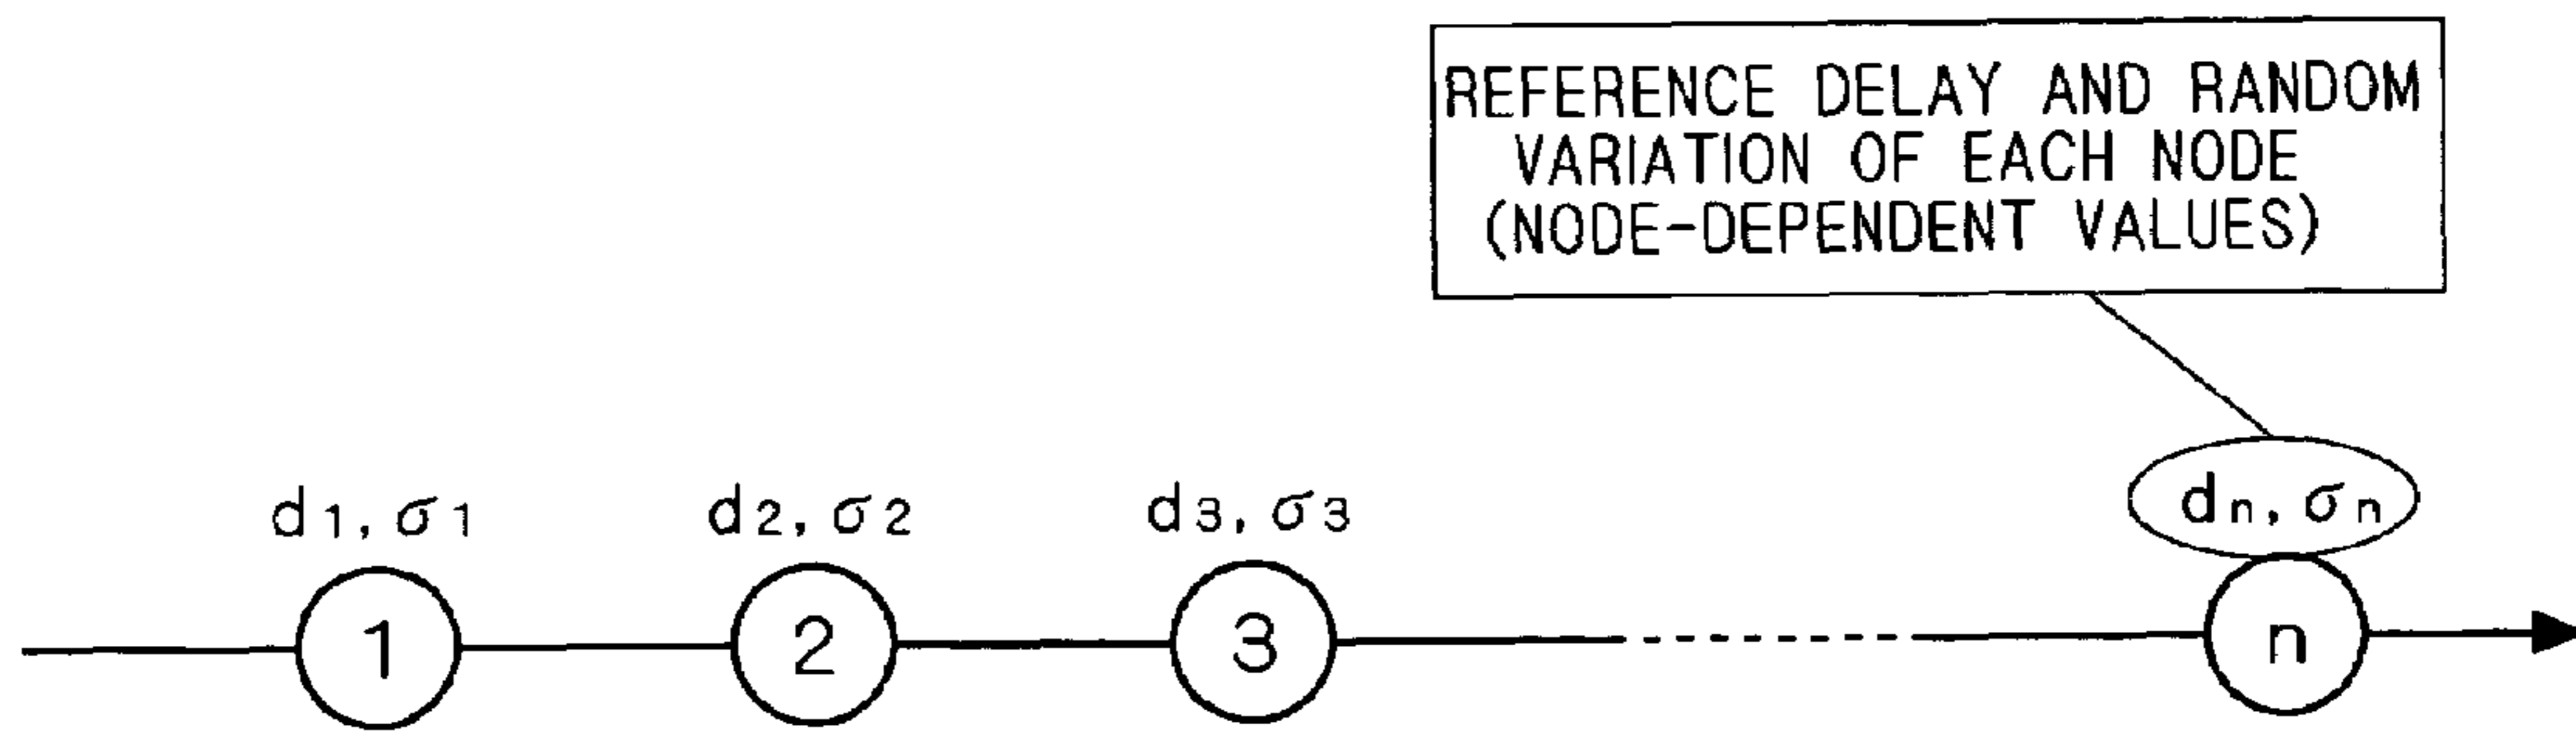 REFERENCE DELAY AND RANDOM
VARIATION OF EACH NODE
(NODE-DEPENDENT VALUES)
d1, σ1
d2, σ2
d3, σ3
dn, σn
1
2
3
n